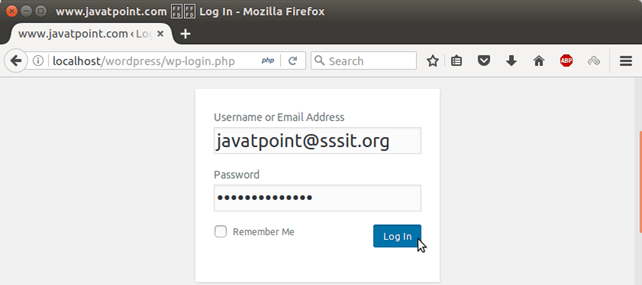 www.javatpoint.com Log In - Mozilla Firefox
www.javatpoint.com ‹ Lo
localhost/wordpress/wp-login.php php Search ABP
Username or Email Address
javatpoint@sssit.org
Password
••••••••••••••
Remember Me
Log In